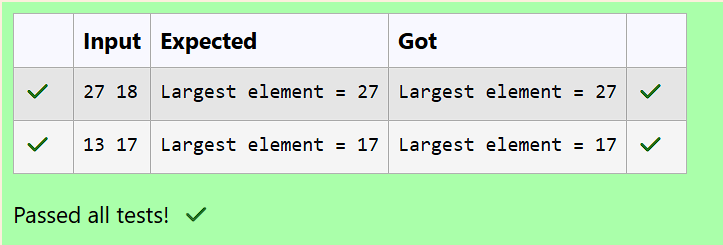 Input Expected Got
27 18 Largest element = 27 Largest element = 27
13 17 Largest element = 17 Largest element = 17
Passed all tests!